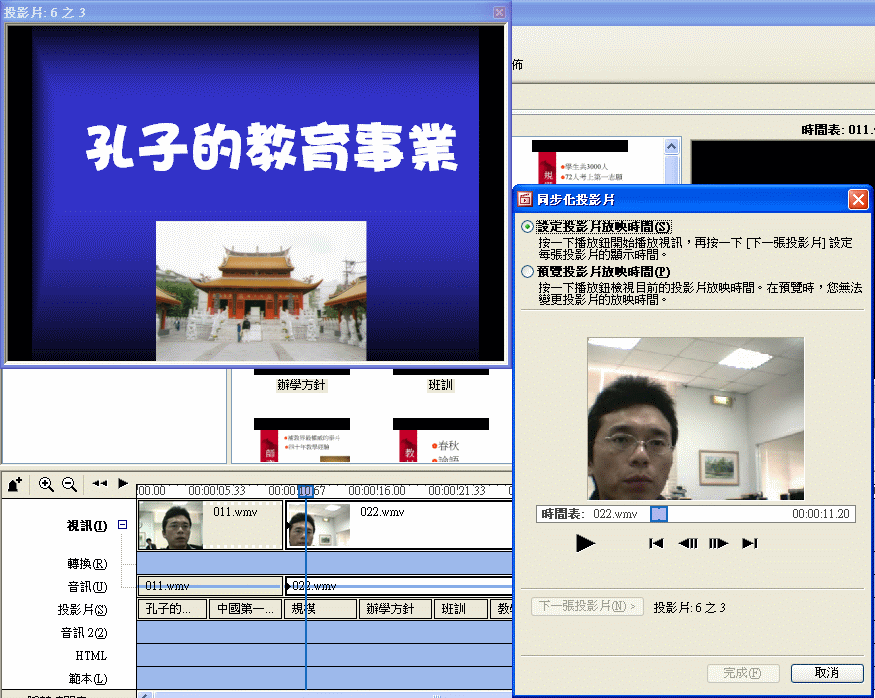 投影片: 6 之 3
孔子的教育事業
佈
時間表: 011.
學生共3000人
72人考上第一志願
同步化投影片
設定投影片放映時間(S)
按一下播放鈕開始播放視訊，再按一下 [下一張投影片] 設定
每張投影片的顯示時間。
預覽投影片放映時間(P)
按一下播放鈕檢視目前的投影片放映時間。在預覽時，您無法
變更投影片的放映時間。
時間表: 022.wmv 00:00:11.20
下一張投影片(N) > 投影片: 6 之 3
完成(F) 取消
辦學方針 班訓
四十年教學經驗
春秋
論語
00.00 00:00:05.33 00:00:10.67 00:00:16.00 00:00:21.33
視訊(I) 011.wmv 022.wmv
轉換(R)
音訊(U) 011.wmv 022.wmv
投影片(S) 孔子的... 中國第一... 規模 辦學方針 班訓
音訊 2(2)
HTML
範本(L)